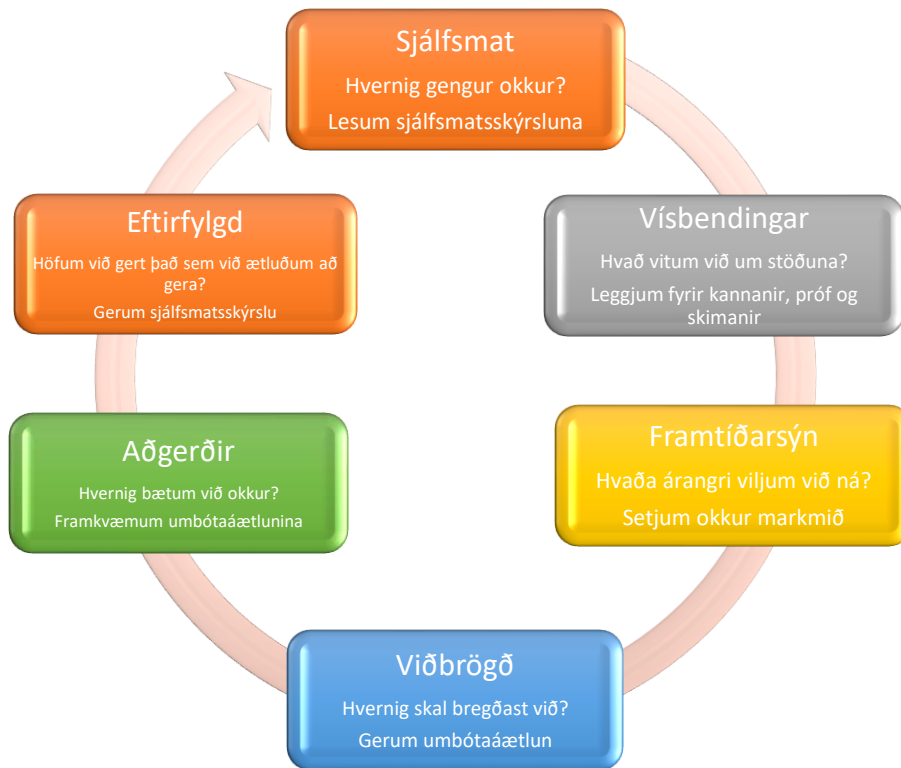 Sjálfsmat
Hvernig gengur okkur?
Lesum sjálfsmatsskýrsluna
Vísbendingar
Hvað vitum við um stöðuna?
Leggjum fyrir kannanir, próf og
skimanir
Framtíðarsýn
Hvaða árangri viljum við ná?
Setjum okkur markmið
Viðbrögð
Hvernig skal bregðast við?
Gerum umbótaáætlun
Aðgerðir
Hvernig bætum við okkur?
Framkvæmum umbótaáætlunina
Eftirfylgd
Höfum við gert það sem við ætluðum að
gera?
Gerum sjálfsmatsskýrslu